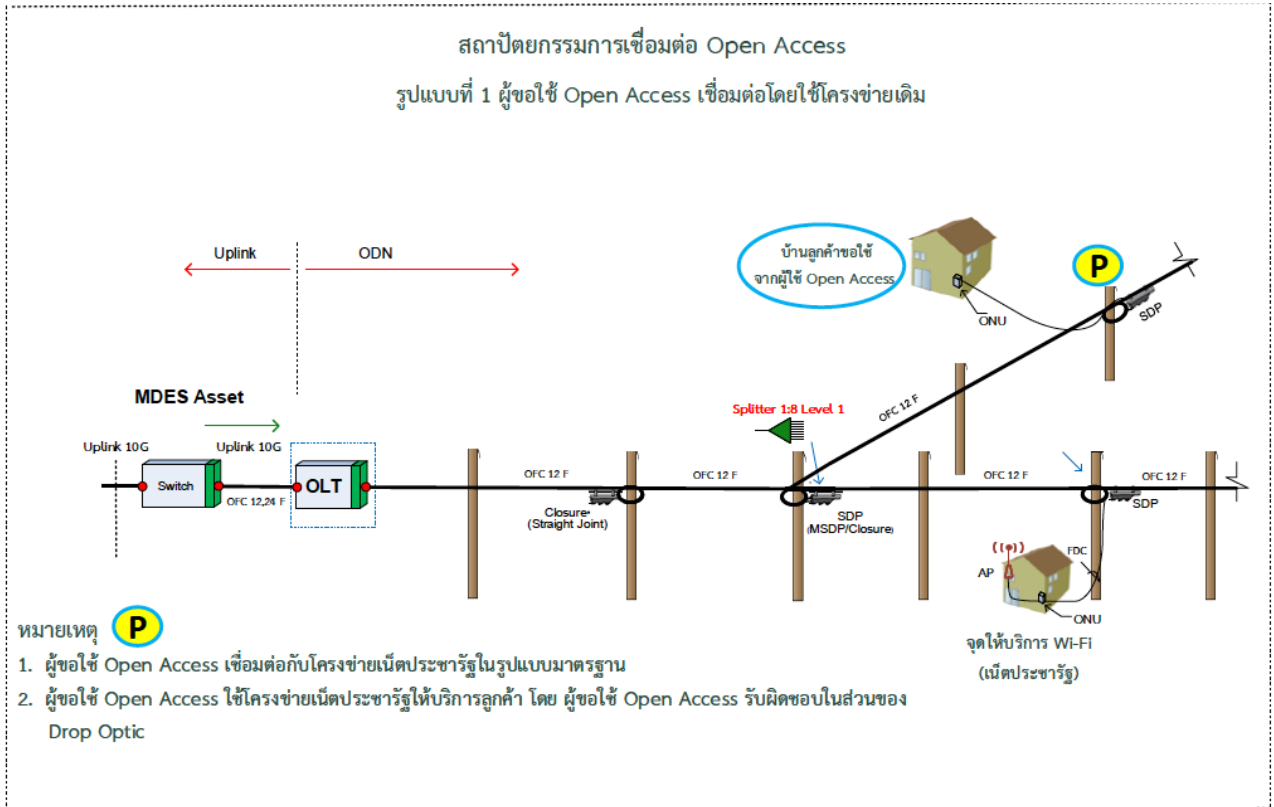 สถาปัตยกรรมการเชื่อมต่อ Open Access
รูปแบบที่ 1 ผู้ขอใช้ Open Access เชื่อมต่อโดยใช้โครงข่ายเดิม
Uplink
ODN
บ้านลูกค้าขอใช้
จากผู้ใช้ Open Access
P
ONU
SDP
MDES Asset
Splitter 1:8 Level 1
OFC 12 F
Uplink 10G
Uplink 10G
Switch
OFC 12,24 F
OLT
OFC 12 F
Closure
(Straight Joint)
OFC 12 F
SDP
(MSDP/Closure)
OFC 12 F
OFC 12 F
SDP
AP
FDC
ONU
จุดให้บริการ Wi-Fi
(เน็ตประชารัฐ)
หมายเหตุ P
1. ผู้ขอใช้ Open Access เชื่อมต่อกับโครงข่ายเน็ตประชารัฐในรูปแบบมาตรฐาน
2. ผู้ขอใช้ Open Access ใช้โครงข่ายเน็ตประชารัฐให้บริการลูกค้า โดย ผู้ขอใช้ Open Access รับผิดชอบในส่วนของ
Drop Optic